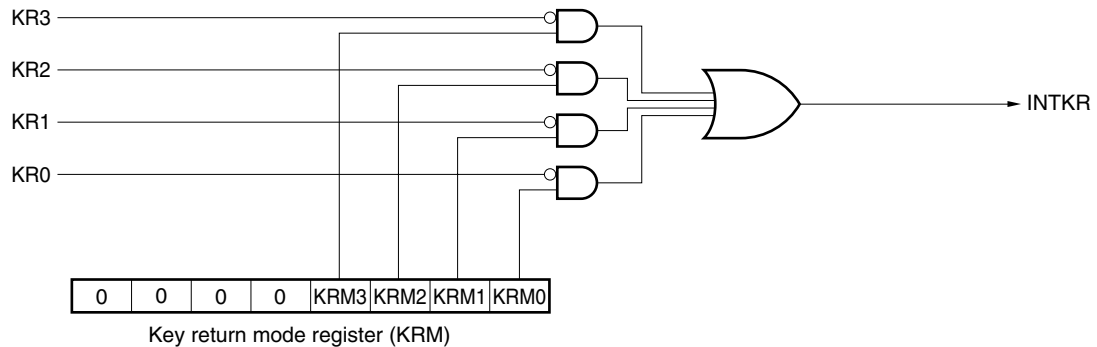 KR3
KR2
KR1
KR0
INTKR
0 0 0 0 KRM3 KRM2 KRM1 KRM0
Key return mode register (KRM)